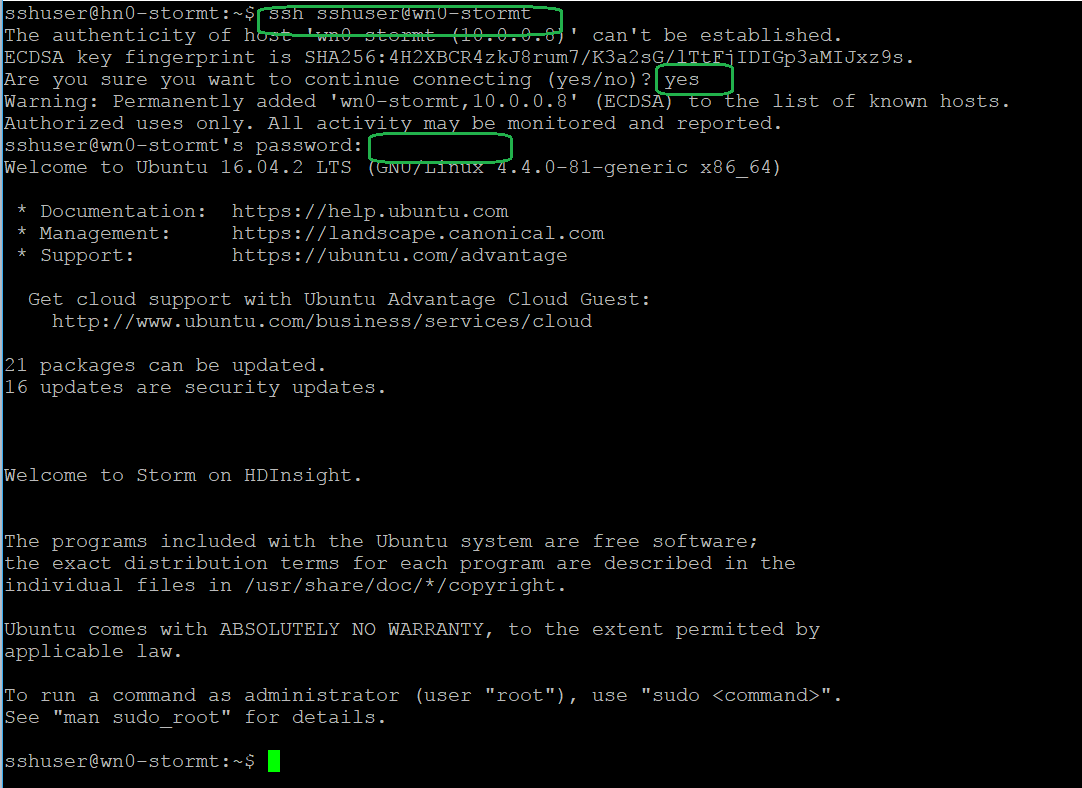 sshuser@hn0-stormt:~$ ssh sshuser@wn0-stormt
The authenticity of host 'wn0-stormt (10.0.0.8)' can't be established.
ECDSA key fingerprint is SHA256:4H2XBCR4zkJ8rum7/K3a2sG/lTtFjIDIGp3aMIJxz9s.
Are you sure you want to continue connecting (yes/no)? yes
Warning: Permanently added 'wn0-stormt,10.0.0.8' (ECDSA) to the list of known hosts.
Authorized uses only. All activity may be monitored and reported.
sshuser@wn0-stormt's password:
Welcome to Ubuntu 16.04.2 LTS (GNU/Linux 4.4.0-81-generic x86_64)
* Documentation:  https://help.ubuntu.com
* Management:     https://landscape.canonical.com
* Support:        https://ubuntu.com/advantage
Get cloud support with Ubuntu Advantage Cloud Guest:
http://www.ubuntu.com/business/services/cloud
21 packages can be updated.
16 updates are security updates.
Welcome to Storm on HDInsight.
The programs included with the Ubuntu system are free software;
the exact distribution terms for each program are described in the
individual files in /usr/share/doc/*/copyright.
Ubuntu comes with ABSOLUTELY NO WARRANTY, to the extent permitted by
applicable law.
To run a command as administrator (user "root"), use "sudo <command>".
See "man sudo_root" for details.
sshuser@wn0-stormt:~$